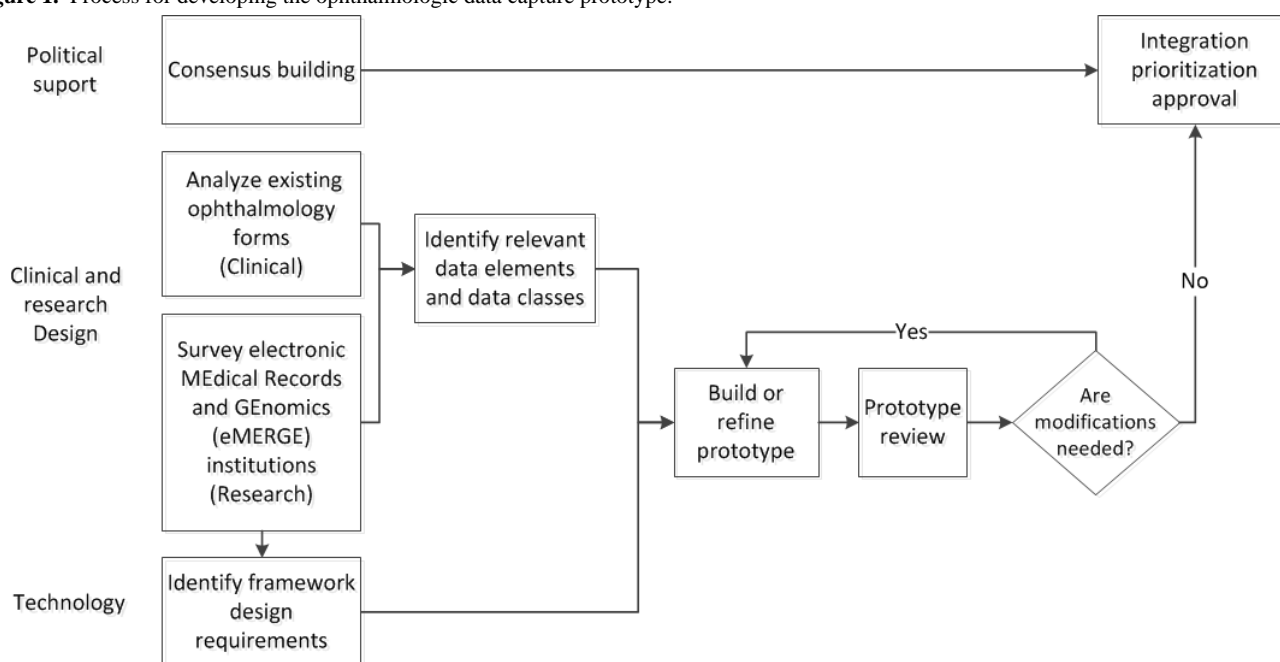 Figure 1. Process for developing the ophthalmologic data capture prototype.
Political
suport
Consensus building
Integration
prioritization
approval
Clinical and
research
Design
Analyze existing
ophthalmology
forms
(Clinical)
Survey electronic
MEdical Records
and GEnomics
(eMERGE)
institutions
(Research)
Identify relevant
data elements
and data classes
Build or
refine
prototype
Prototype
review
Are
modifications
needed?
Yes
No
Technology
Identify framework
design
requirements